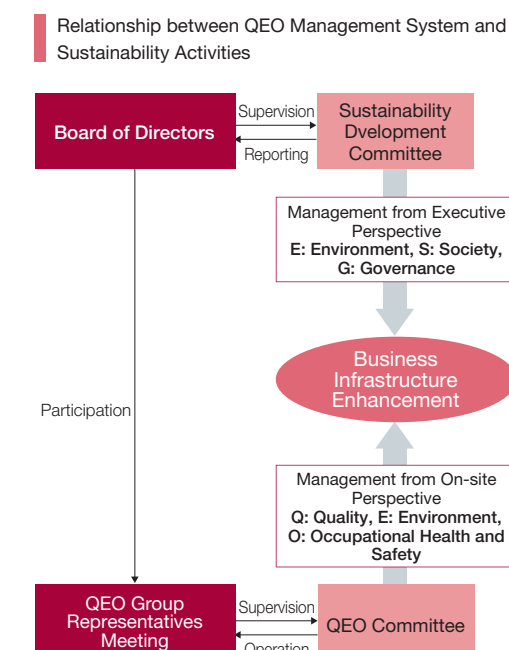 Relationship between QEO Management System and
Sustainability Activities
Board of Directors
Supervision
Reporting
Sustainability
Dvelopment
Committee
Management from Executive
Perspective
E: Environment, S: Society,
G: Governance
Business
Infrastructure
Enhancement
Participation
Management from On-site
Perspective
Q: Quality, E: Environment,
O: Occupational Health and
Safety
QEO Group
Representatives
Meeting
Supervision
Operation
QEO Committee